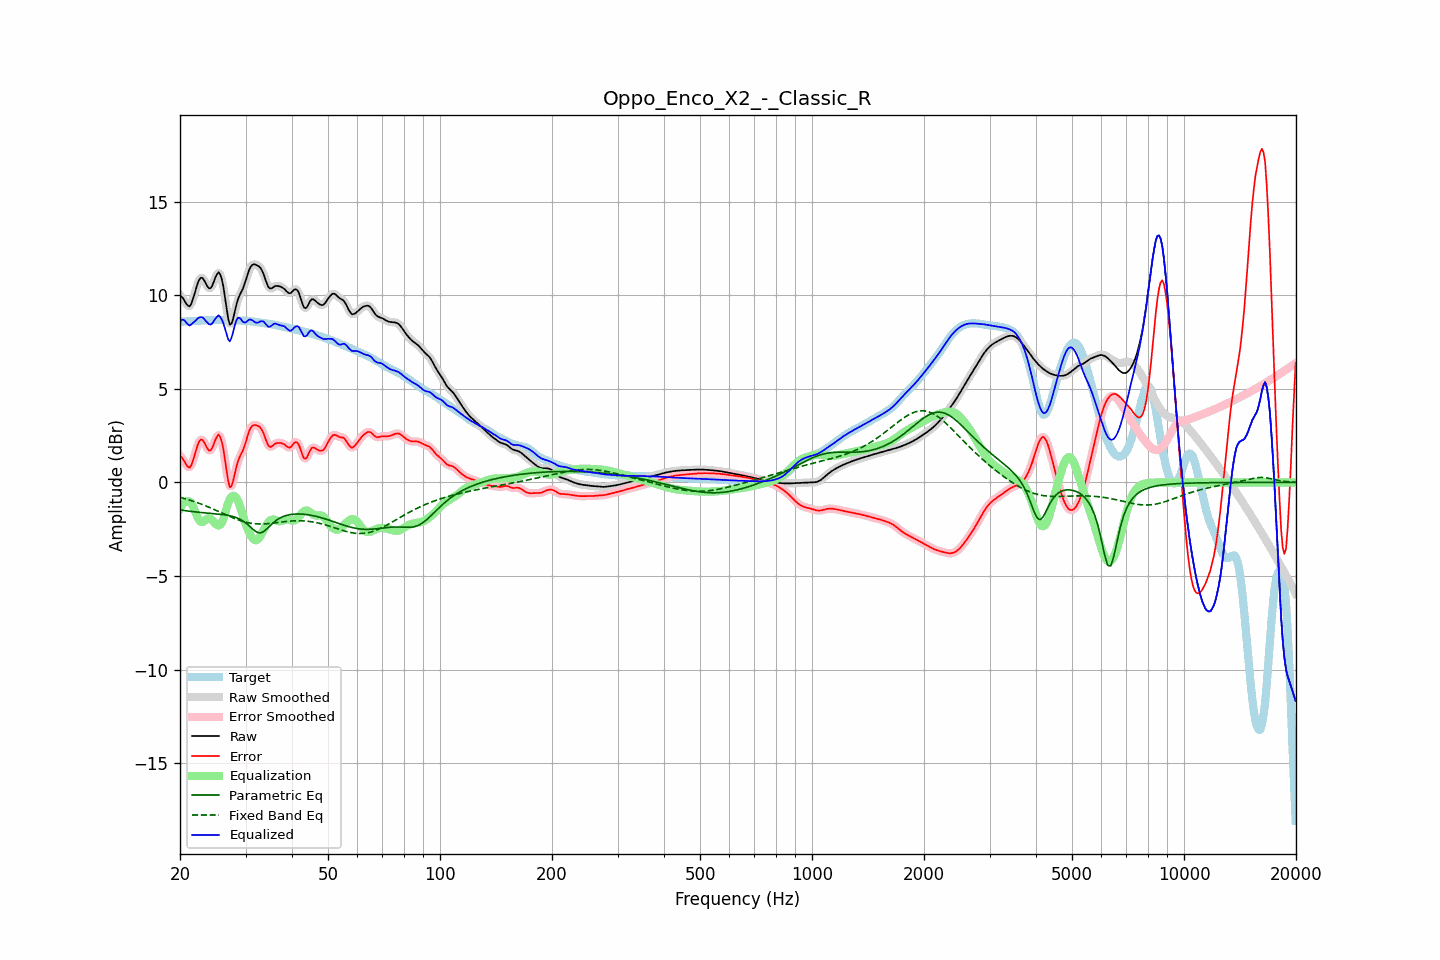 Oppo_Enco_X2_-_Classic_R
Amplitude (dBr)
15
10
5
0
−5
−10
−15
Target
Raw Smoothed
Error Smoothed
Raw
Error
Equalization
Parametric Eq
Fixed Band Eq
Equalized
20 50 100 200 500 1000 2000 5000 10000 20000
Frequency (Hz)